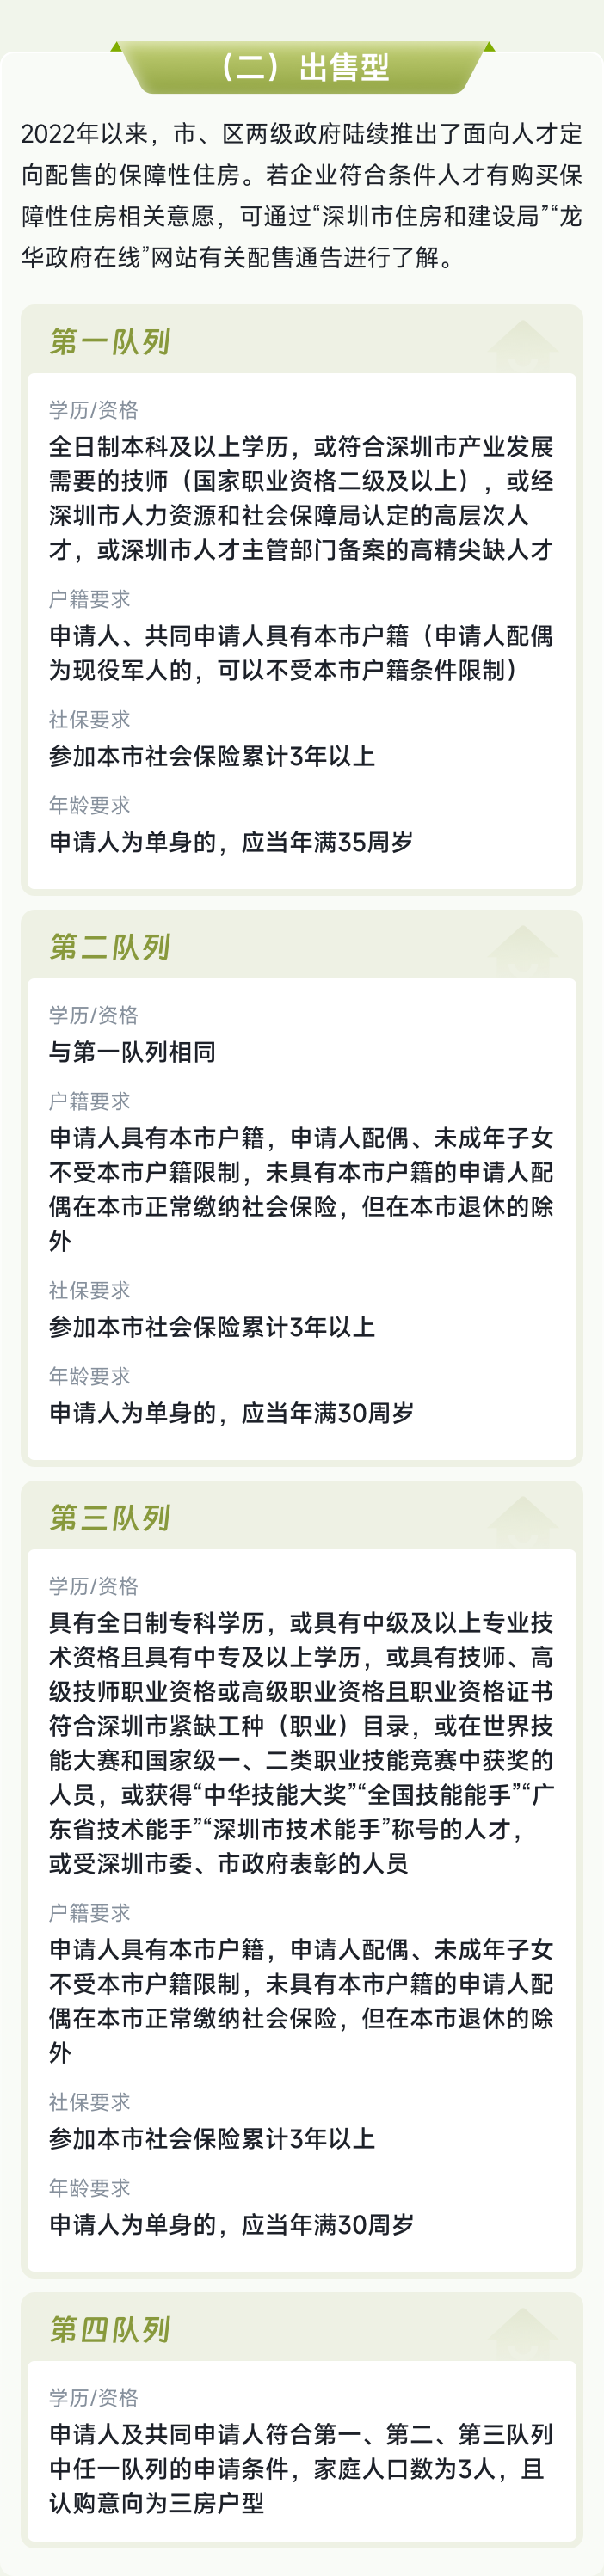 （二）出售型
2022年以来，市、区两级政府陆续推出了面向人才定
向配售的保障性住房。若企业符合条件人才有购买保
障性住房相关意愿，可通过“深圳市住房和建设局”“龙
华政府在线”网站有关配售通告进行了解。
第一队列
学历/资格
全日制本科及以上学历，或符合深圳市产业发展
需要的技师（国家职业资格二级及以上），或经
深圳市人力资源和社会保障局认定的高层次人
才，或深圳市人才主管部门备案的高精尖缺人才
户籍要求
申请人、共同申请人具有本市户籍（申请人配偶
为现役军人的，可以不受本市户籍条件限制）
社保要求
参加本市社会保险累计3年以上
年龄要求
申请人为单身的，应当年满35周岁
第二队列
学历/资格
与第一队列相同
户籍要求
申请人具有本市户籍，申请人配偶、未成年子女
不受本市户籍限制，未具有本市户籍的申请人配
偶在本市正常缴纳社会保险，但在本市退休的除
外
社保要求
参加本市社会保险累计3年以上
年龄要求
申请人为单身的，应当年满30周岁
第三队列
学历/资格
具有全日制专科学历，或具有中级及以上专业技
术资格且具有中专及以上学历，或具有技师、高
级技师职业资格或高级职业资格且职业资格证书
符合深圳市紧缺工种（职业）目录，或在世界技
能大赛和国家级一、二类职业技能竞赛中获奖的
人员，或获得“中华技能大奖”“全国技能能手”“广
东省技术能手”“深圳市技术能手”称号的人才，
或受深圳市委、市政府表彰的人员
户籍要求
申请人具有本市户籍，申请人配偶、未成年子女
不受本市户籍限制，未具有本市户籍的申请人配
偶在本市正常缴纳社会保险，但在本市退休的除
外
社保要求
参加本市社会保险累计3年以上
年龄要求
申请人为单身的，应当年满30周岁
第四队列
学历/资格
申请人及共同申请人符合第一、第二、第三队列
中任一队列的申请条件，家庭人口数为3人，且
认购意向为三房户型